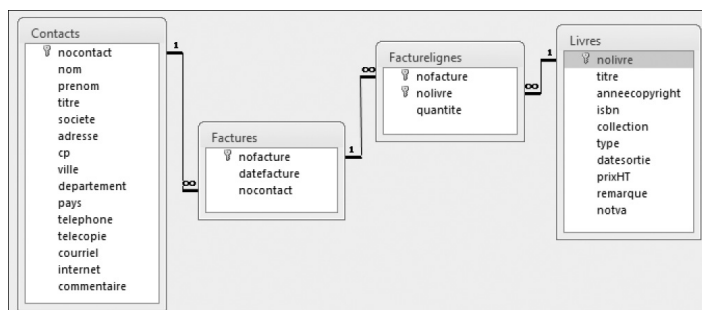 Contacts
nocontact
nom
prenom
titre
societe
adresse
cp
ville
departement
pays
telephone
telecopie
courriel
internet
commentaire
1
∞
Factures
nofacture
datefacture
nocontact
1
∞
Facturelignes
nofacture
nolivre
quantite
∞
1
Livres
nolivre
titre
anneecopyright
isbn
collection
type
datesortie
prixHT
remarque
notva